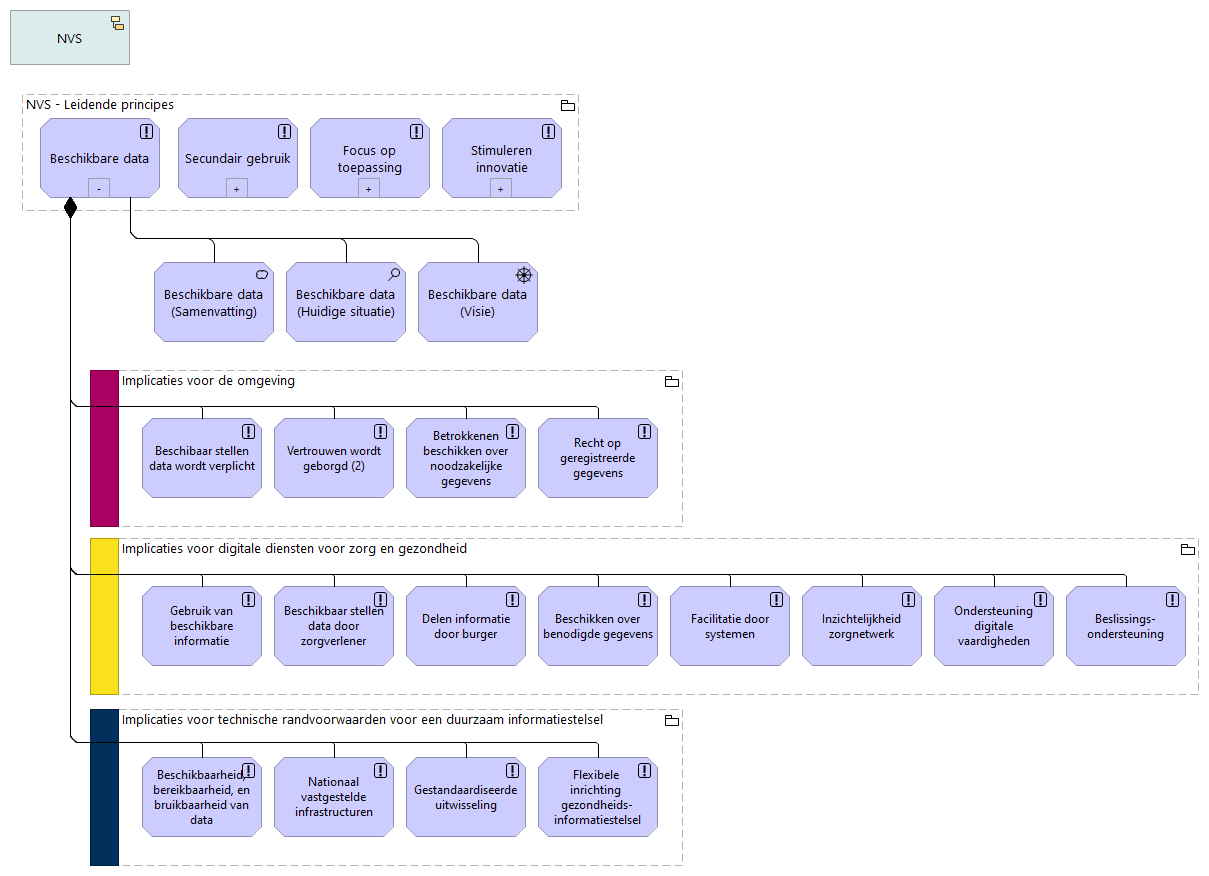 NVS
NVS - Leidende principes
Beschikbare data
-
Secundair gebruik
+
Focus op
toepassing
+
Stimuleren
innovatie
+
Beschikbare data
(Samenvatting)
Beschikbare data
(Huidige situatie)
Beschikbare data
(Visie)
Implicaties voor de omgeving
Beschibaar stellen
data wordt verplicht
Vertrouwen wordt
geborgd (2)
Betrokkenen
beschikken over
noodzakelijke
gegevens
Recht op
geregistreerde
gegevens
Implicaties voor digitale diensten voor zorg en gezondheid
Gebruik van
beschikbare
informatie
Beschikbaar stellen
data door
zorgverlener
Delen informatie
door burger
Beschikken over
benodigde gegevens
Facilitatie door
systemen
Inzichtelijkheid
zorgnetwerk
Ondersteuning
digitale
vaardigheden
Beslissings-
ondersteuning
Implicaties voor technische randvoorwaarden voor een duurzaam informatiestelsel
Beschikbaarheid,
bereikbaarheid, en
bruikbaarheid van
data
Nationaal
vastgestelde
infrastructuren
Gestandaardiseerde
uitwisseling
Flexibele
inrichting
gezondheids-
informatiestelsel